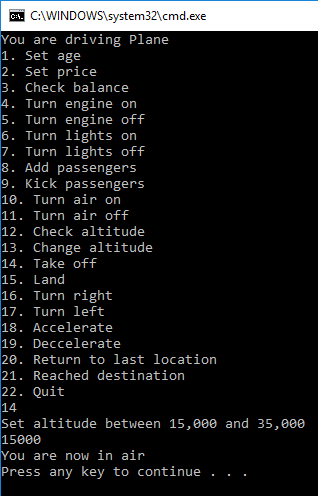 C:\WINDOWS\system32\cmd.exe
You are driving Plane
1. Set age
2. Set price
3. Check balance
4. Turn engine on
5. Turn engine off
6. Turn lights on
7. Turn lights off
8. Add passengers
9. Kick passengers
10. Turn air on
11. Turn air off
12. Check altitude
13. Change altitude
14. Take off
15. Land
16. Turn right
17. Turn left
18. Accelerate
19. Deccelerate
20. Return to last location
21. Reached destination
22. Quit
14
Set altitude between 15,000 and 35,000
15000
You are now in air
Press any key to continue . . .